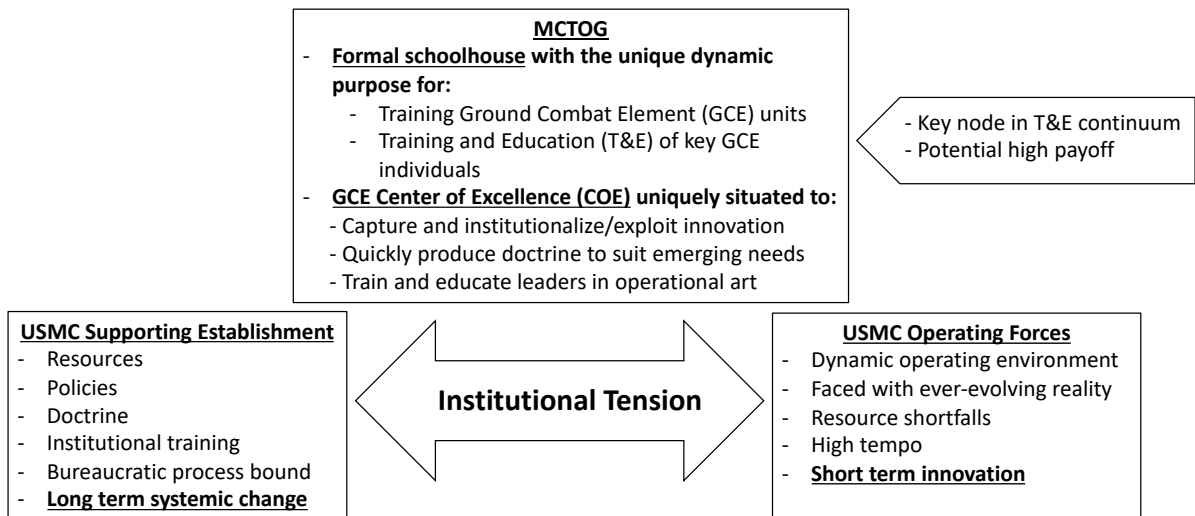 MCTOG
- Formal schoolhouse with the unique dynamic
purpose for:
- Training Ground Combat Element (GCE) units
- Training and Education (T&E) of key GCE
individuals
- GCE Center of Excellence (COE) uniquely situated to:
- Capture and institutionalize/exploit innovation
- Quickly produce doctrine to suit emerging needs
- Train and educate leaders in operational art
- Key node in T&E continuum
- Potential high payoff
USMC Supporting Establishment
- Resources
- Policies
- Doctrine
- Institutional training
- Bureaucratic process bound
- Long term systemic change
Institutional Tension
USMC Operating Forces
- Dynamic operating environment
- Faced with ever-evolving reality
- Resource shortfalls
- High tempo
- Short term innovation